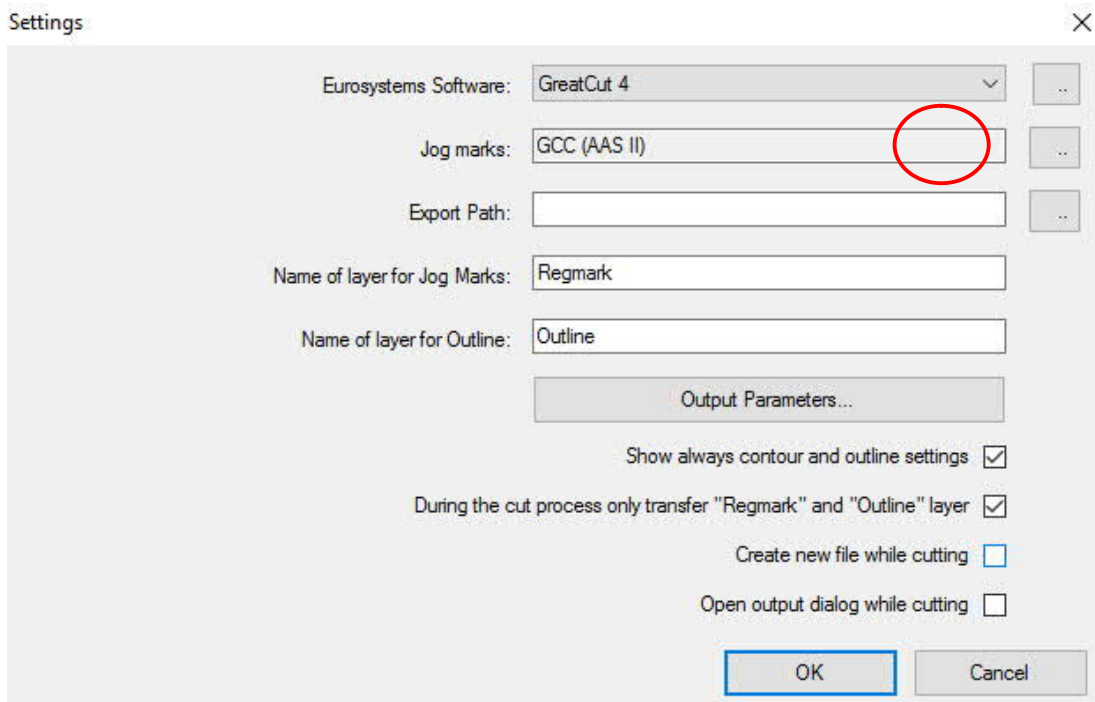 Settings
Eurosystems Software: GreatCut 4 ..
Jog marks: GCC (AAS II) ..
Export Path: ..
Name of layer for Jog Marks: Regmark
Name of layer for Outline: Outline
Output Parameters...
Show always contour and outline settings
During the cut process only transfer "Regmark" and "Outline" layer
Create new file while cutting
Open output dialog while cutting
OK Cancel